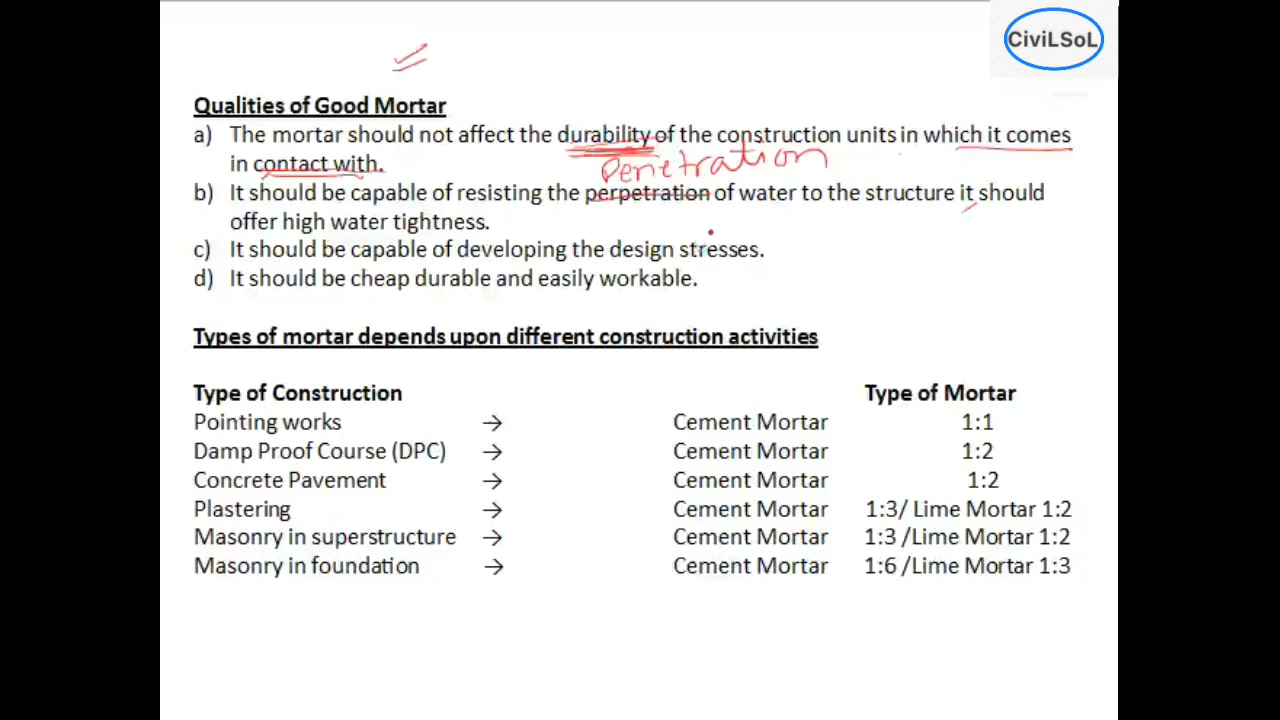 CiviLSoL
Qualities of Good Mortar
a) The mortar should not affect the durability of the construction units in which it comes
in contact with.
Penetration
b) It should be capable of resisting the perpetration of water to the structure it should
offer high water tightness.
c) It should be capable of developing the design stresses.
d) It should be cheap durable and easily workable.
Types of mortar depends upon different construction activities
Type of Construction Type of Mortar
Pointing works → Cement Mortar 1:1
Damp Proof Course (DPC) → Cement Mortar 1:2
Concrete Pavement → Cement Mortar 1:2
Plastering → Cement Mortar 1:3/ Lime Mortar 1:2
Masonry in superstructure → Cement Mortar 1:3 /Lime Mortar 1:2
Masonry in foundation → Cement Mortar 1:6 /Lime Mortar 1:3